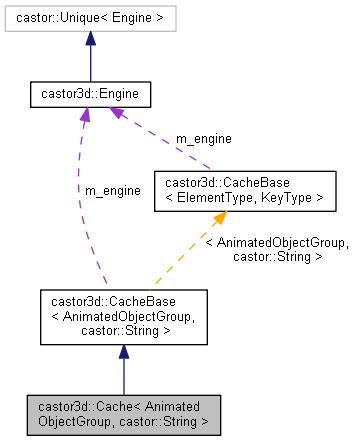 castor::Unique< Engine >
castor3d::Engine
m_engine
castor3d::CacheBase
< ElementType, KeyType >
m_engine
< AnimatedObjectGroup,
castor::String >
castor3d::CacheBase
< AnimatedObjectGroup,
castor::String >
castor3d::Cache< Animated
ObjectGroup, castor::String >